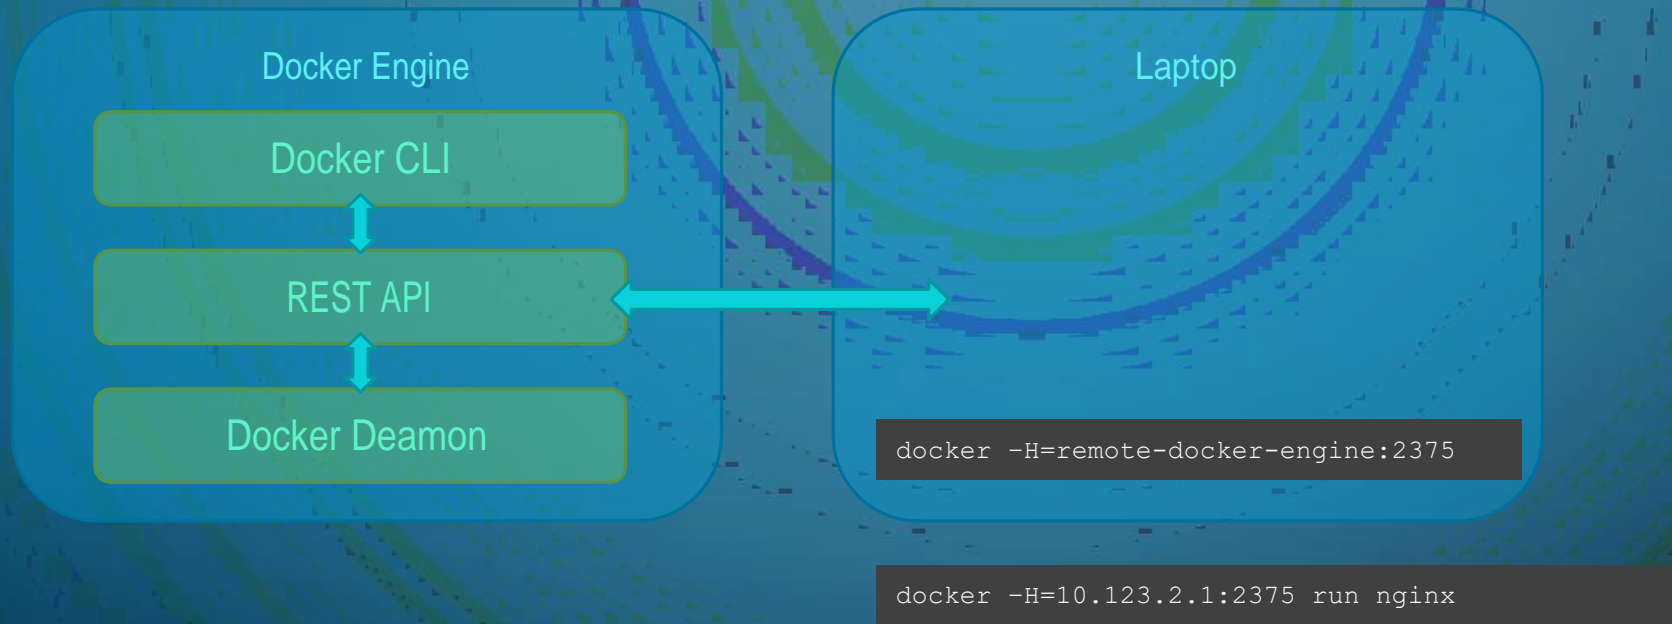 Docker Engine
Docker CLI
REST API
Docker Deamon
Laptop
docker –H=remote-docker-engine:2375
docker –H=10.123.2.1:2375 run nginx